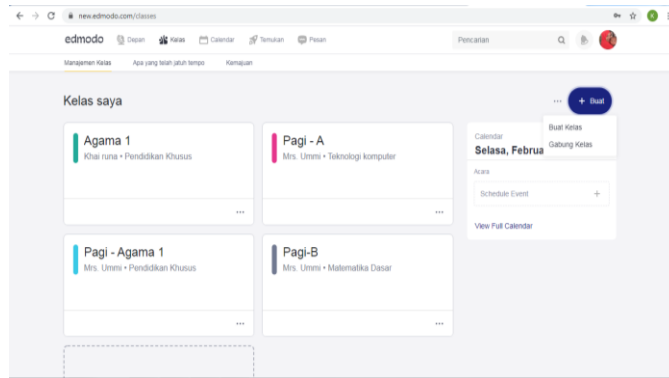 new.edmodo.com/classes
edmodo Depan Kelas Calendar Temukan Pesan Pencarian
Manajemen Kelas Apa yang telah jatuh tempo Kemajuan
Kelas saya
+ Buat
Buat Kelas
Gabung Kelas
Agama 1
Khai runa • Pendidikan Khusus
Pagi - A
Mrs. Ummi • Teknologi komputer
Calendar
Selasa, Februa
Acara
Schedule Event +
View Full Calendar
Pagi - Agama 1
Mrs. Ummi • Pendidikan Khusus
Pagi-B
Mrs. Ummi • Matematika Dasar